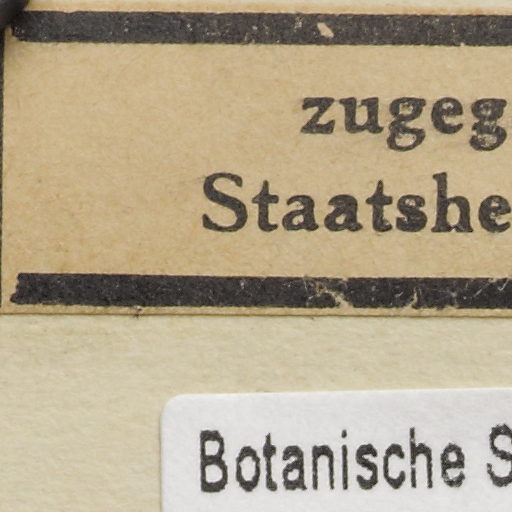 zugeg
Staatshe
Botanische S